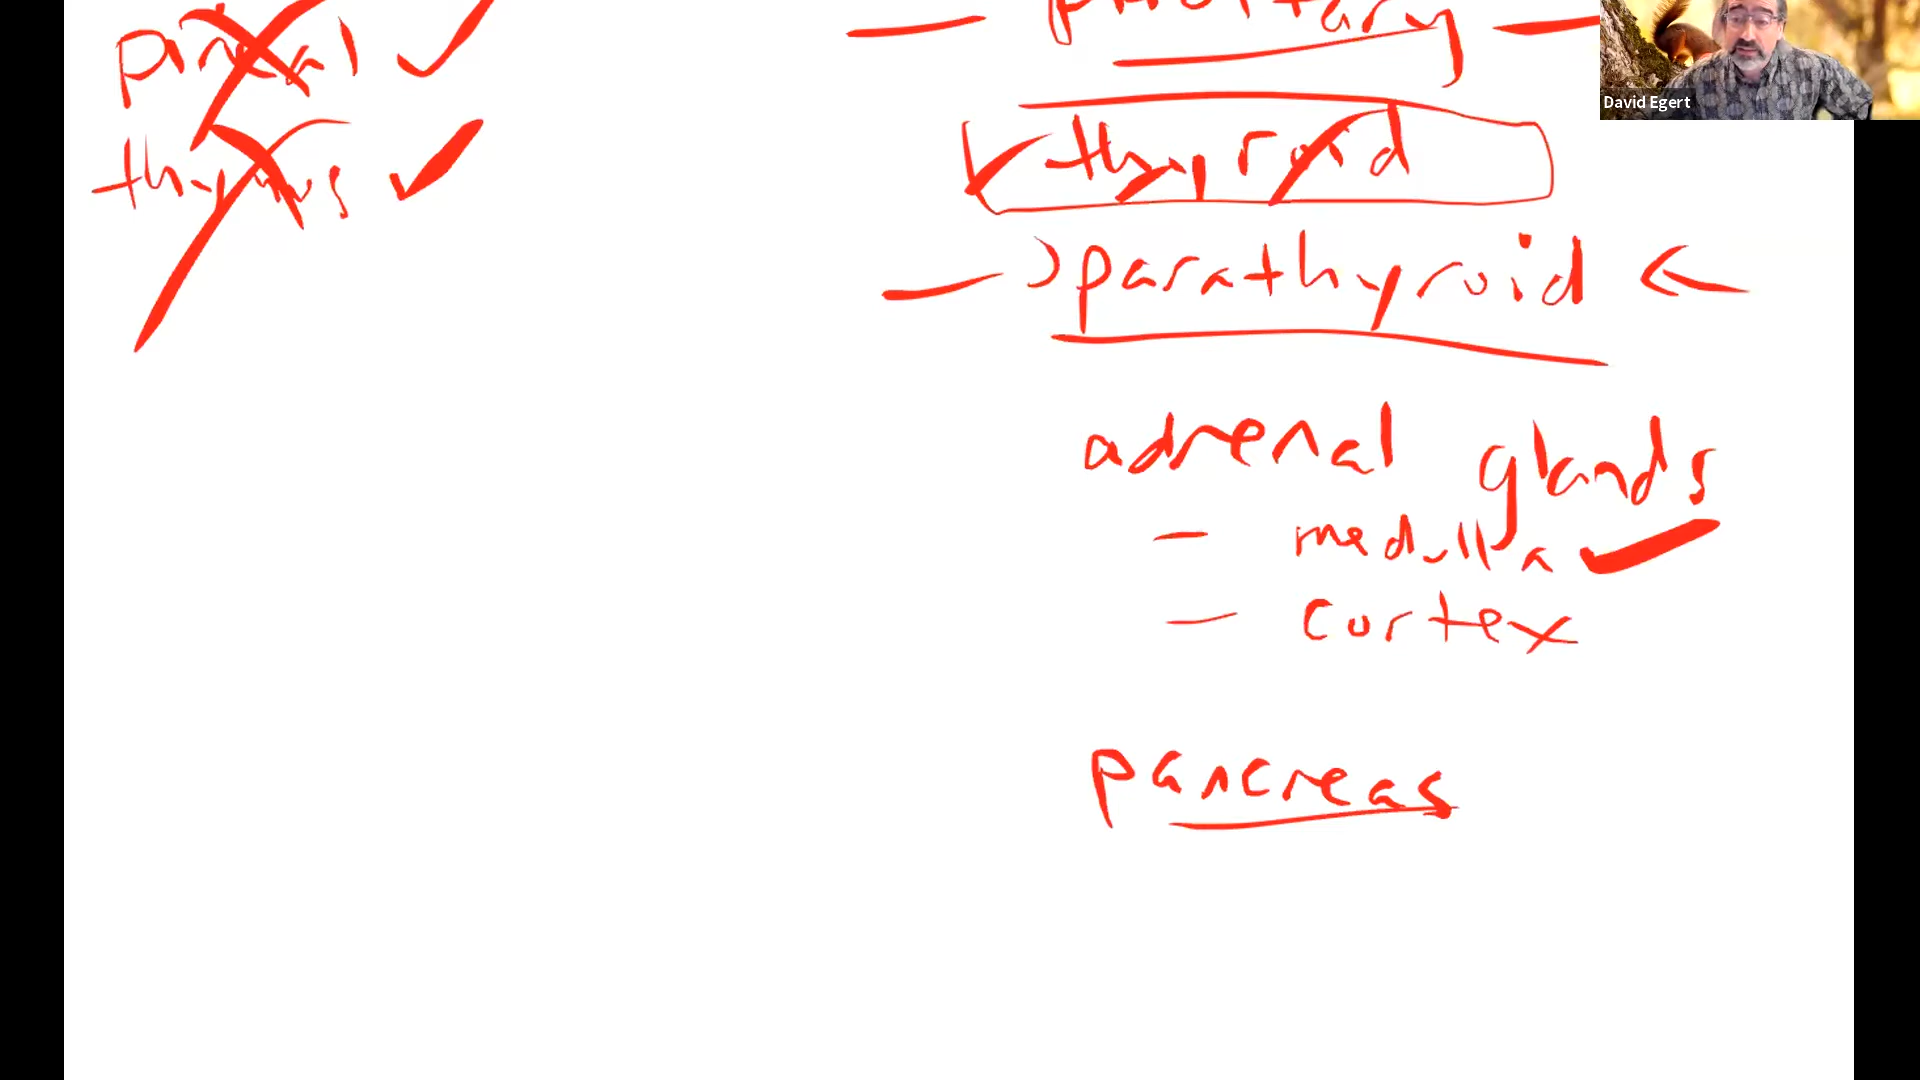 pineal
thymus
pituitary
thyroid
parathyroid
adrenal glands
- medulla
- cortex
pancreas
David Egert